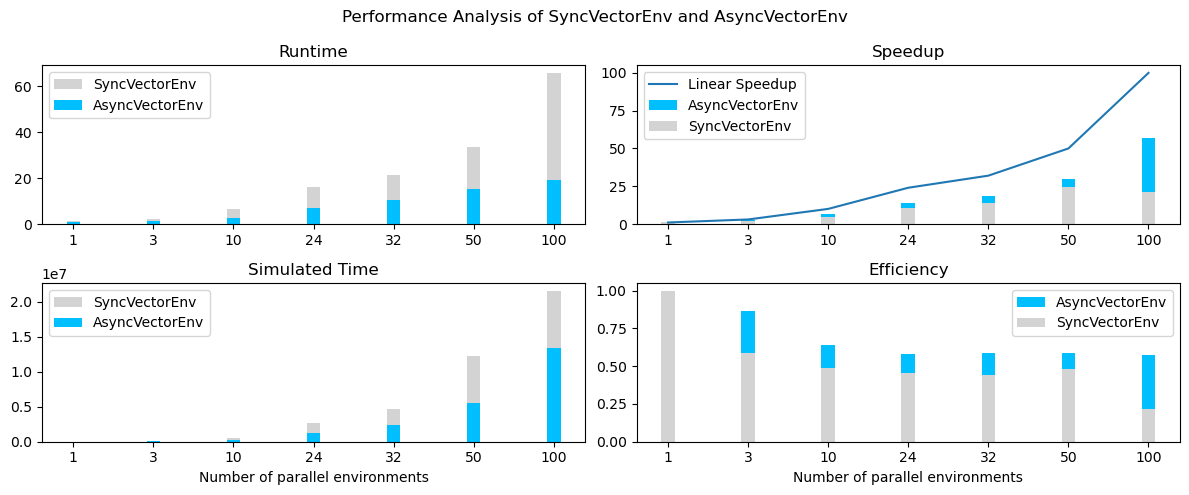 Performance Analysis of SyncVectorEnv and AsyncVectorEnv
Runtime
SyncVectorEnv
AsyncVectorEnv
60
40
20
0
1 3 10 24 32 50 100
Speedup
Linear Speedup
AsyncVectorEnv
SyncVectorEnv
100
75
50
25
0
1 3 10 24 32 50 100
Simulated Time
1e7
SyncVectorEnv
AsyncVectorEnv
2.0
1.5
1.0
0.5
0.0
1 3 10 24 32 50 100
Number of parallel environments
Efficiency
AsyncVectorEnv
SyncVectorEnv
1.00
0.75
0.50
0.25
0.00
1 3 10 24 32 50 100
Number of parallel environments